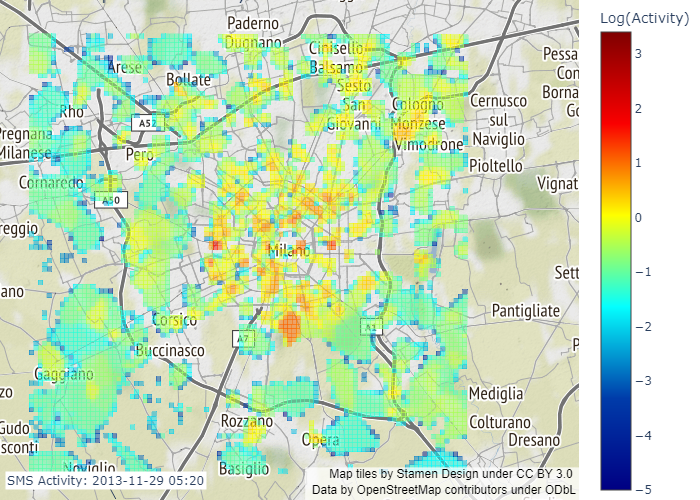 Log(Activity)
3
2
1
0
−1
−2
−3
−4
−5
Paderno
Dugnano
Cinisello
Balsamo
Arese
Bollate
Sesto
San
Giovanni
Cologno
Monzese
Cernusco
sul
Naviglio
Pessa
Con
Borna
Go
Rho
A52
Pregnana
Milanese
Pero
Vimodrone
Pioltello
Cornaredo
A50
Vignat
reggio
Milano
Sett
ano
Corsico
A7
A1
Pantigliate
P
Buccinasco
Gaggiano
zo
Mediglia
Rozzano
Opera
Colturano
Dresano
Gudo
sconti
Noviglio
Basiglio
SMS Activity: 2013-11-29 05:20
Map tiles by Stamen Design under CC BY 3.0
Data by OpenStreetMap contributors under ODbL